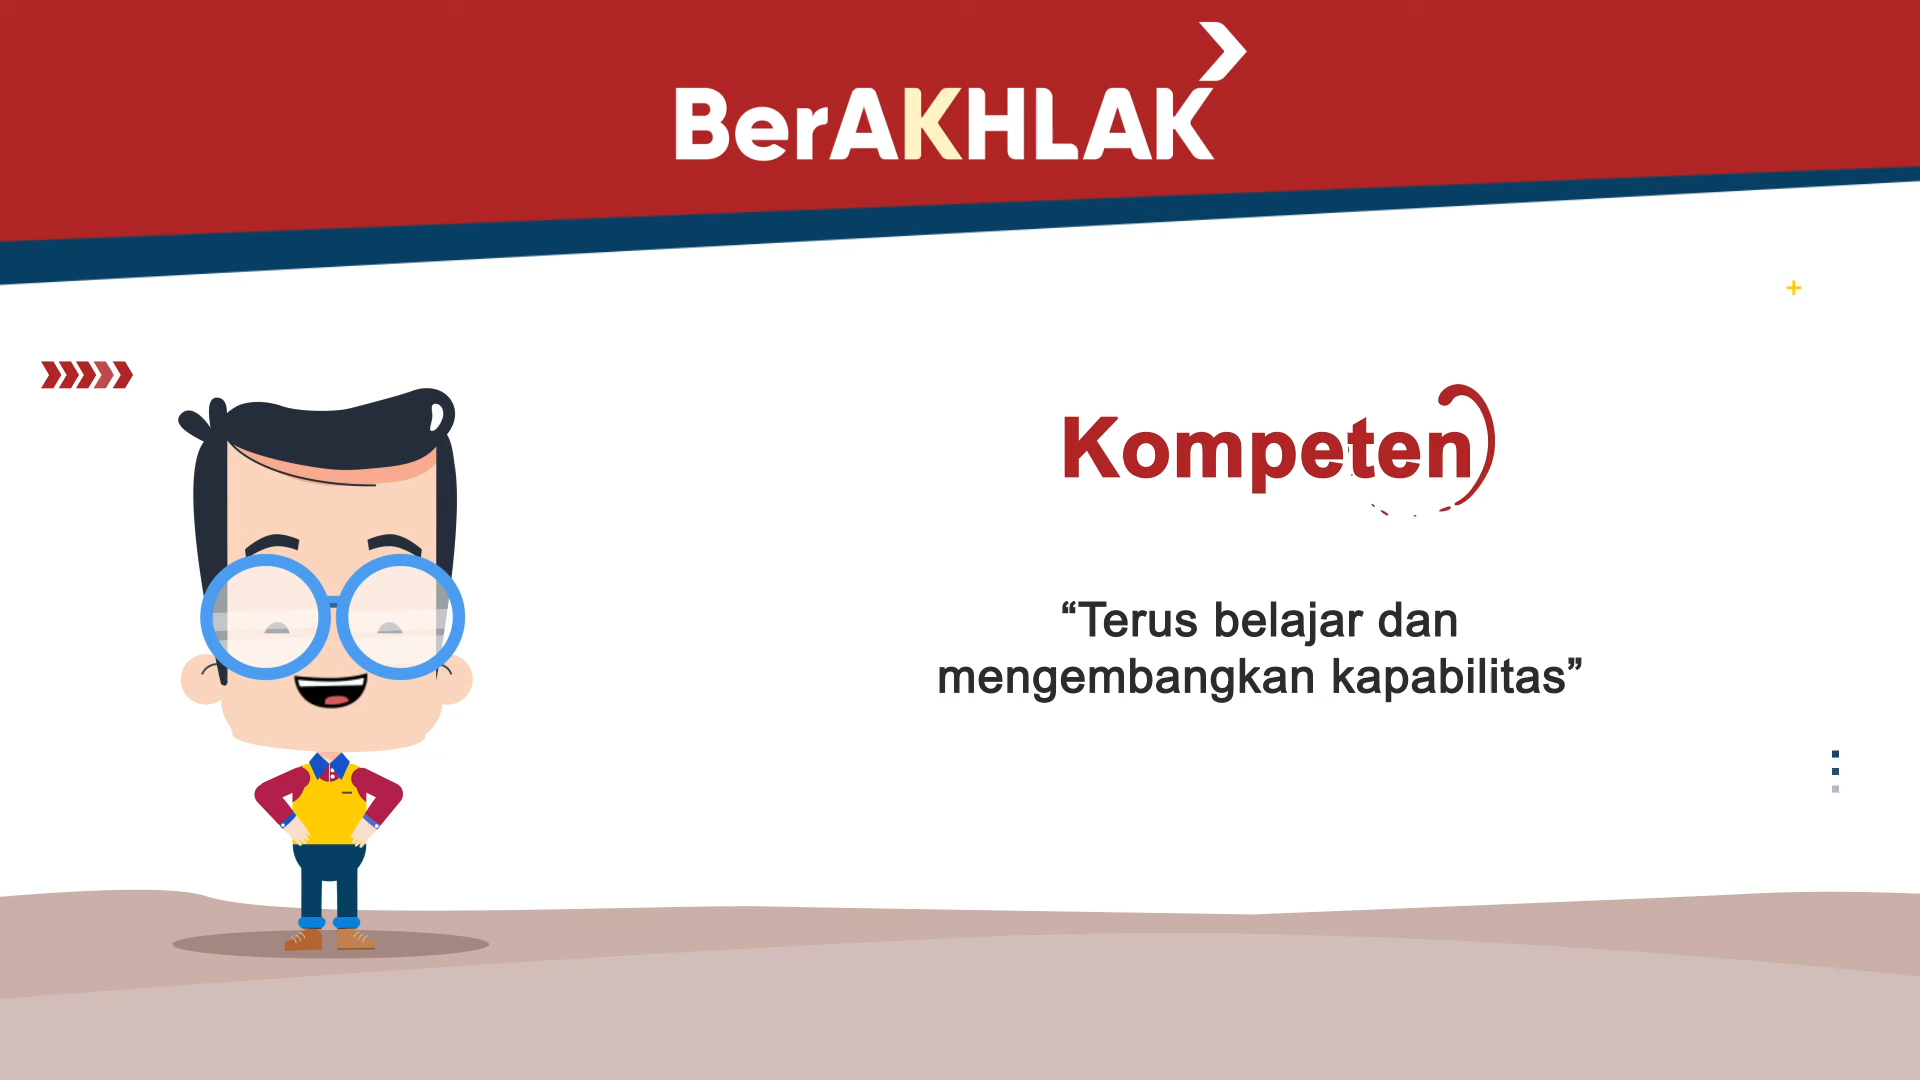 BerAKHLAK
Kompeten
“Terus belajar dan
mengembangkan kapabilitas”